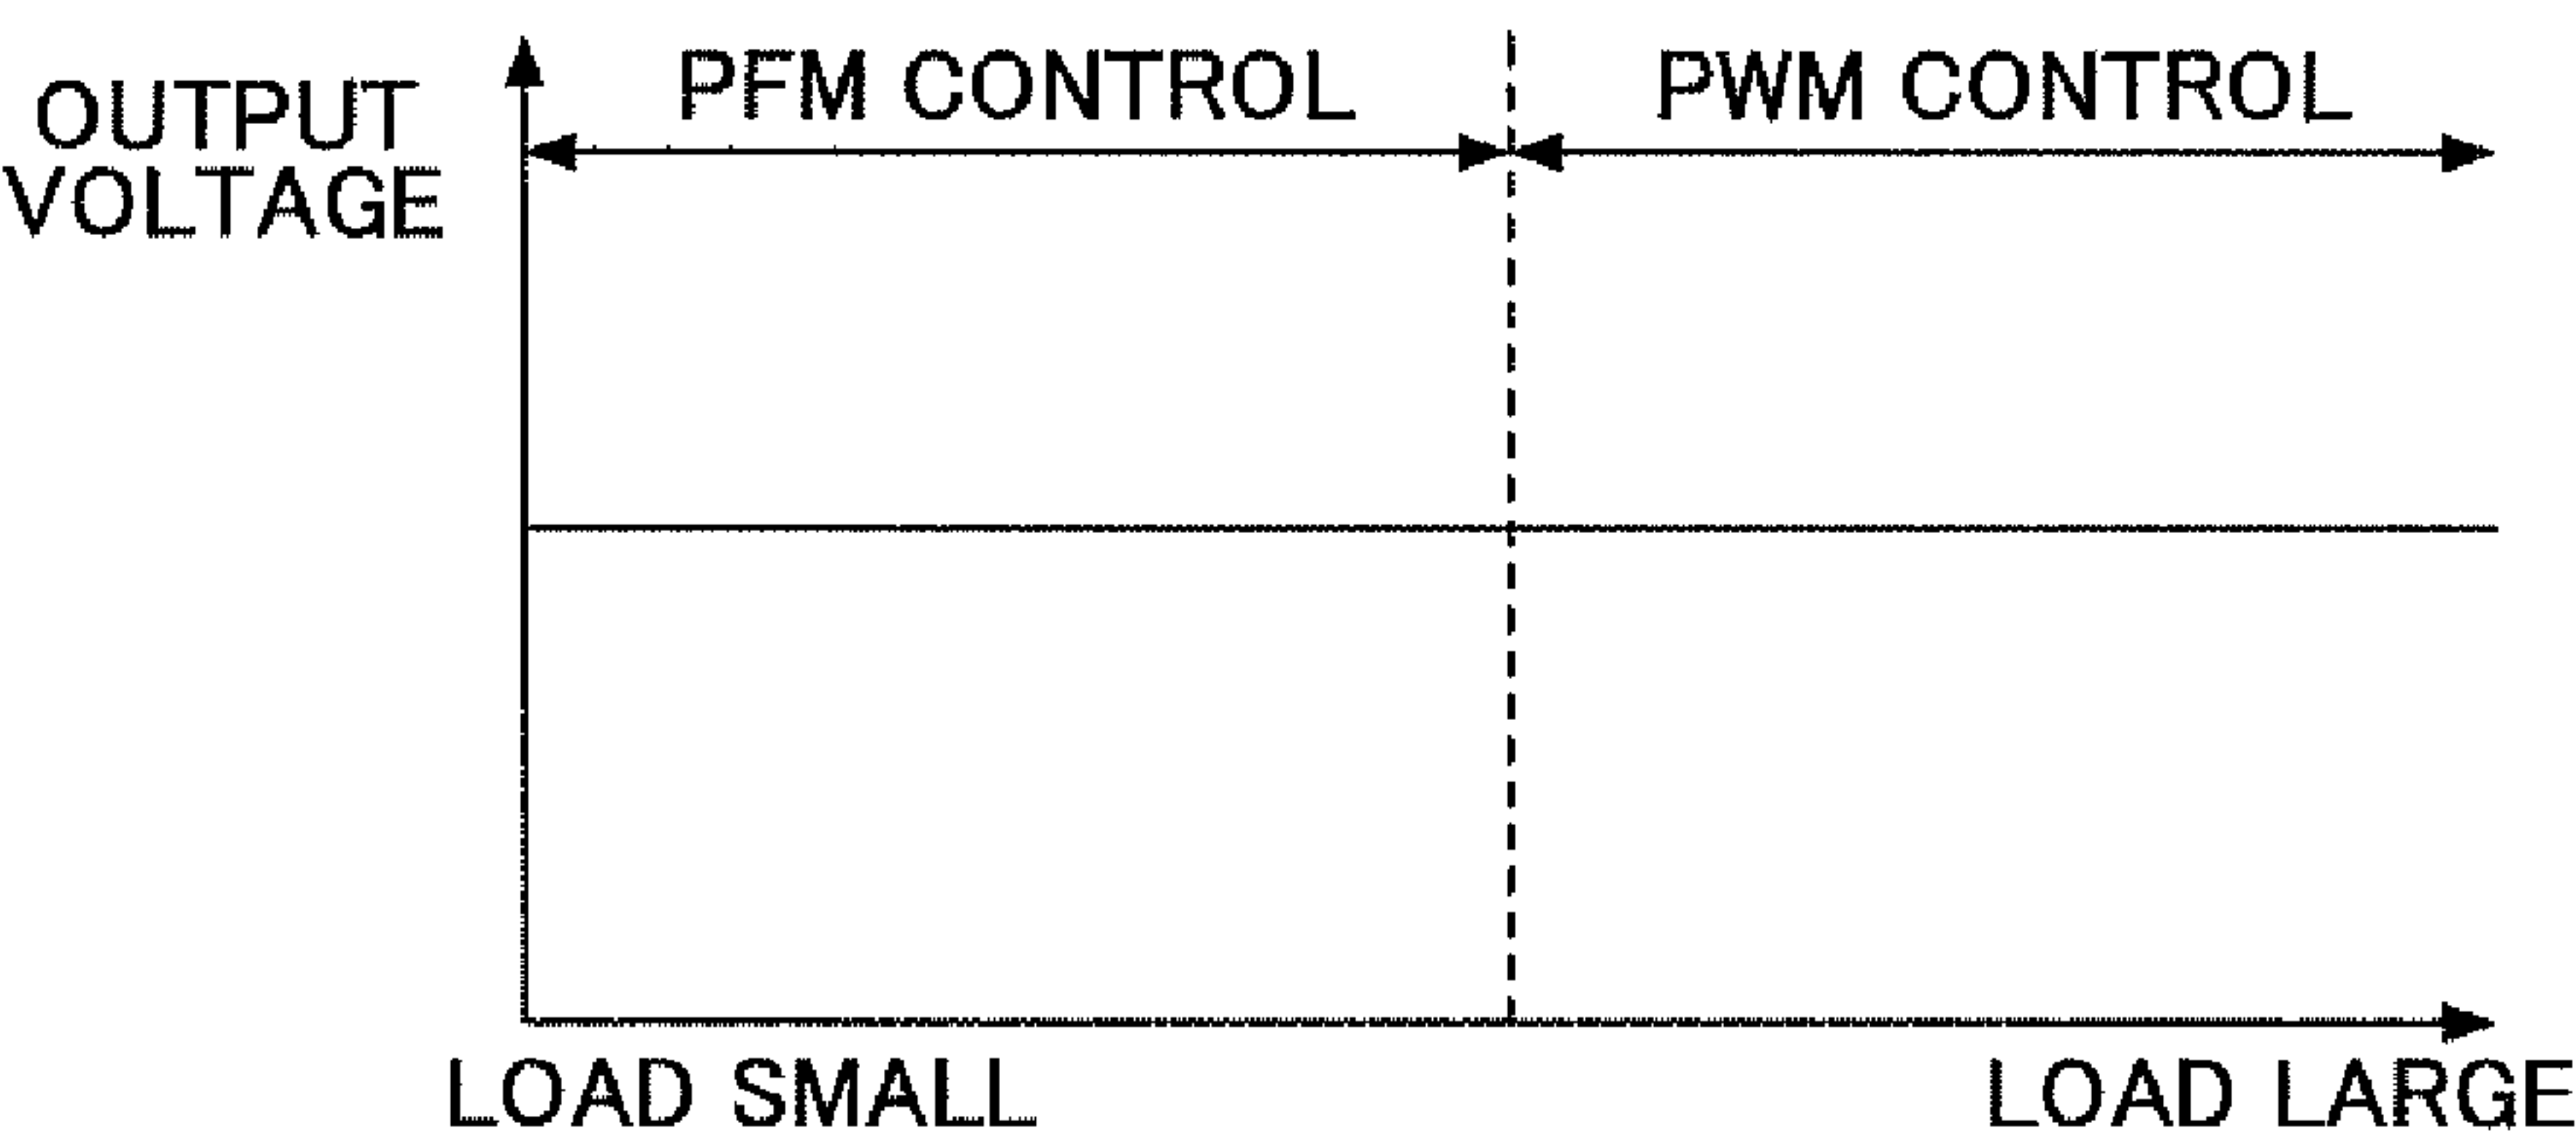 OUTPUT
VOLTAGE
PFM CONTROL
PWM CONTROL
LOAD SMALL
LOAD LARGE